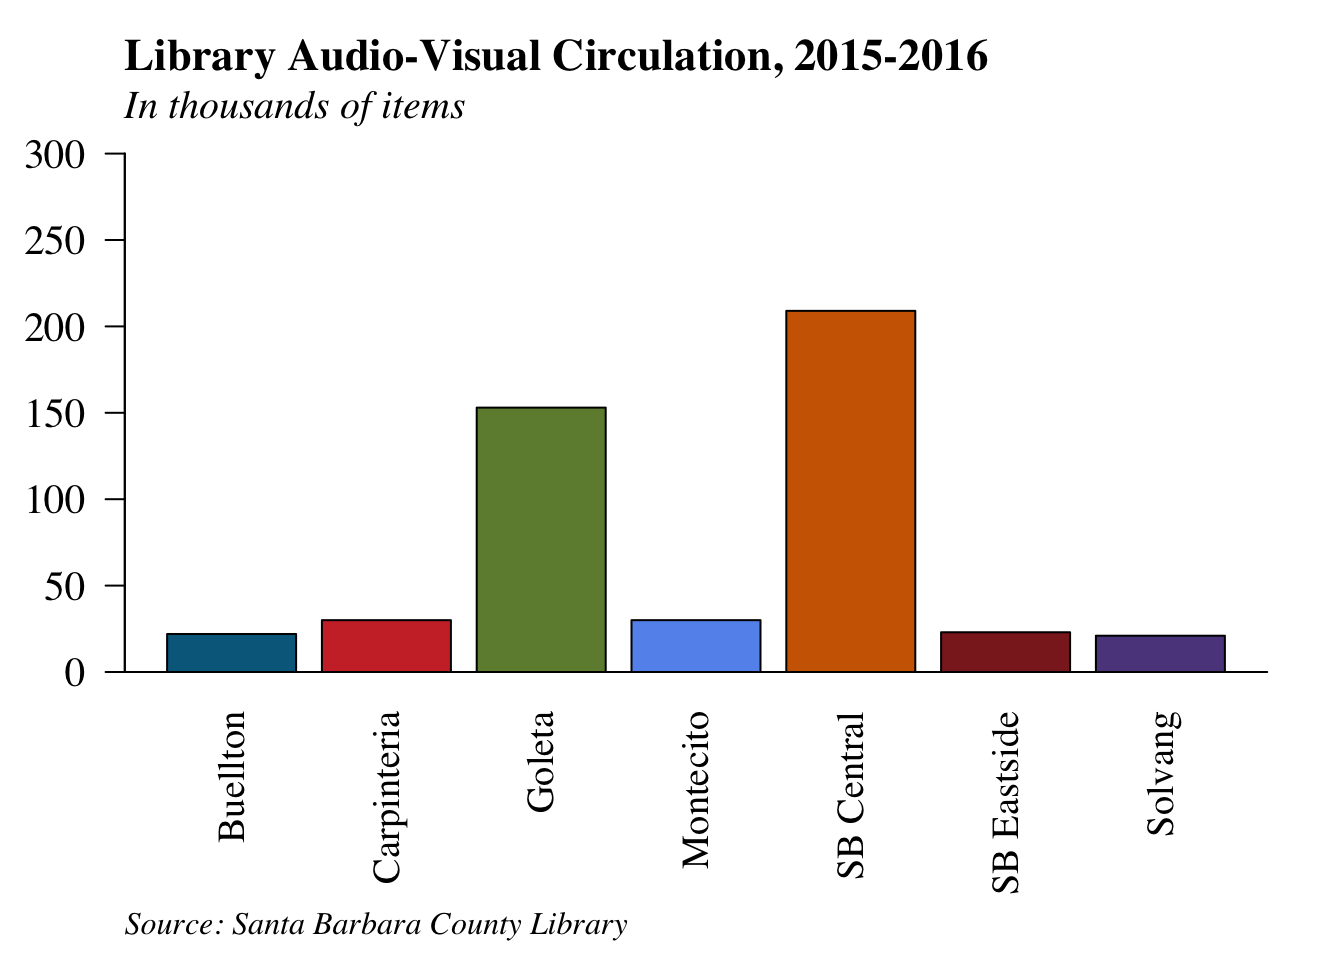 Library Audio-Visual Circulation, 2015-2016
In thousands of items
300
250
200
150
100
50
0
Buellton
Carpinteria
Goleta
Montecito
SB Central
SB Eastside
Solvang
Source: Santa Barbara County Library